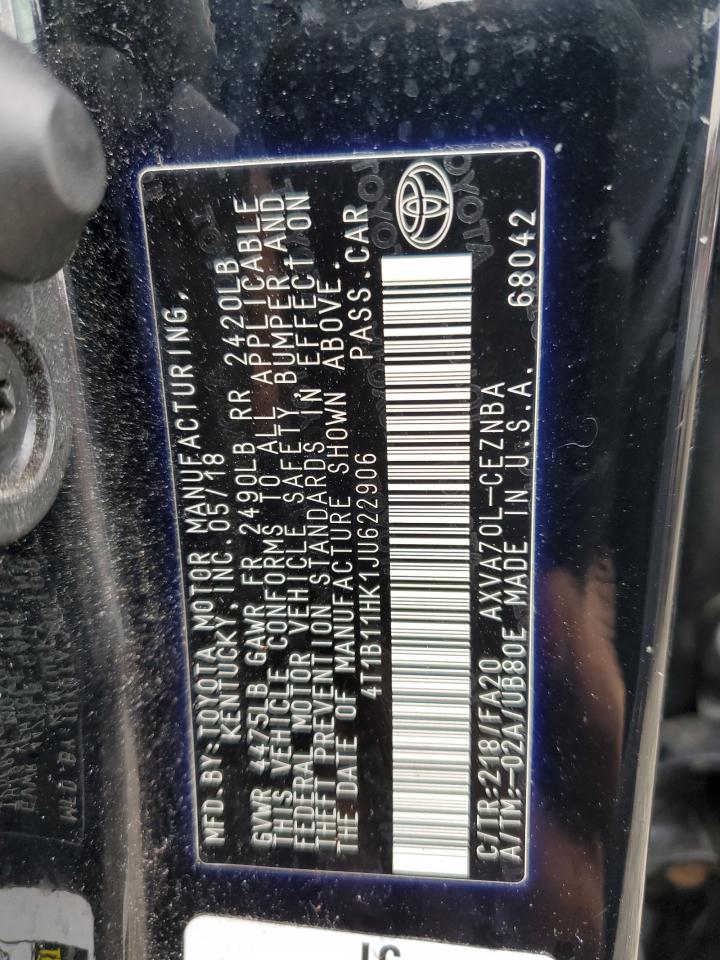 MFD.BY:TOYOTA MOTOR MANUFACTURING,
KENTUCKY, INC.05/18
GVWR 4475LB GAWR FR 2490LB RR 2420LB
THIS VEHICLE CONFORMS TO ALL APPLICABLE
FEDERAL MOTOR VEHICLE SAFETY BUMPER AND
THEFT PREVENTION STANDARDS IN EFFECT ON
THE DATE OF MANUFACTURE SHOWN ABOVE.
4T1B11HK1JU622906 PASS.CAR
C/TR:218/FA20 AXVA70L-CEZNBA
A/TM:-02A/UB80E MADE IN U.S.A. 68042
TOYOTA
TOYOTA
TOYOTA